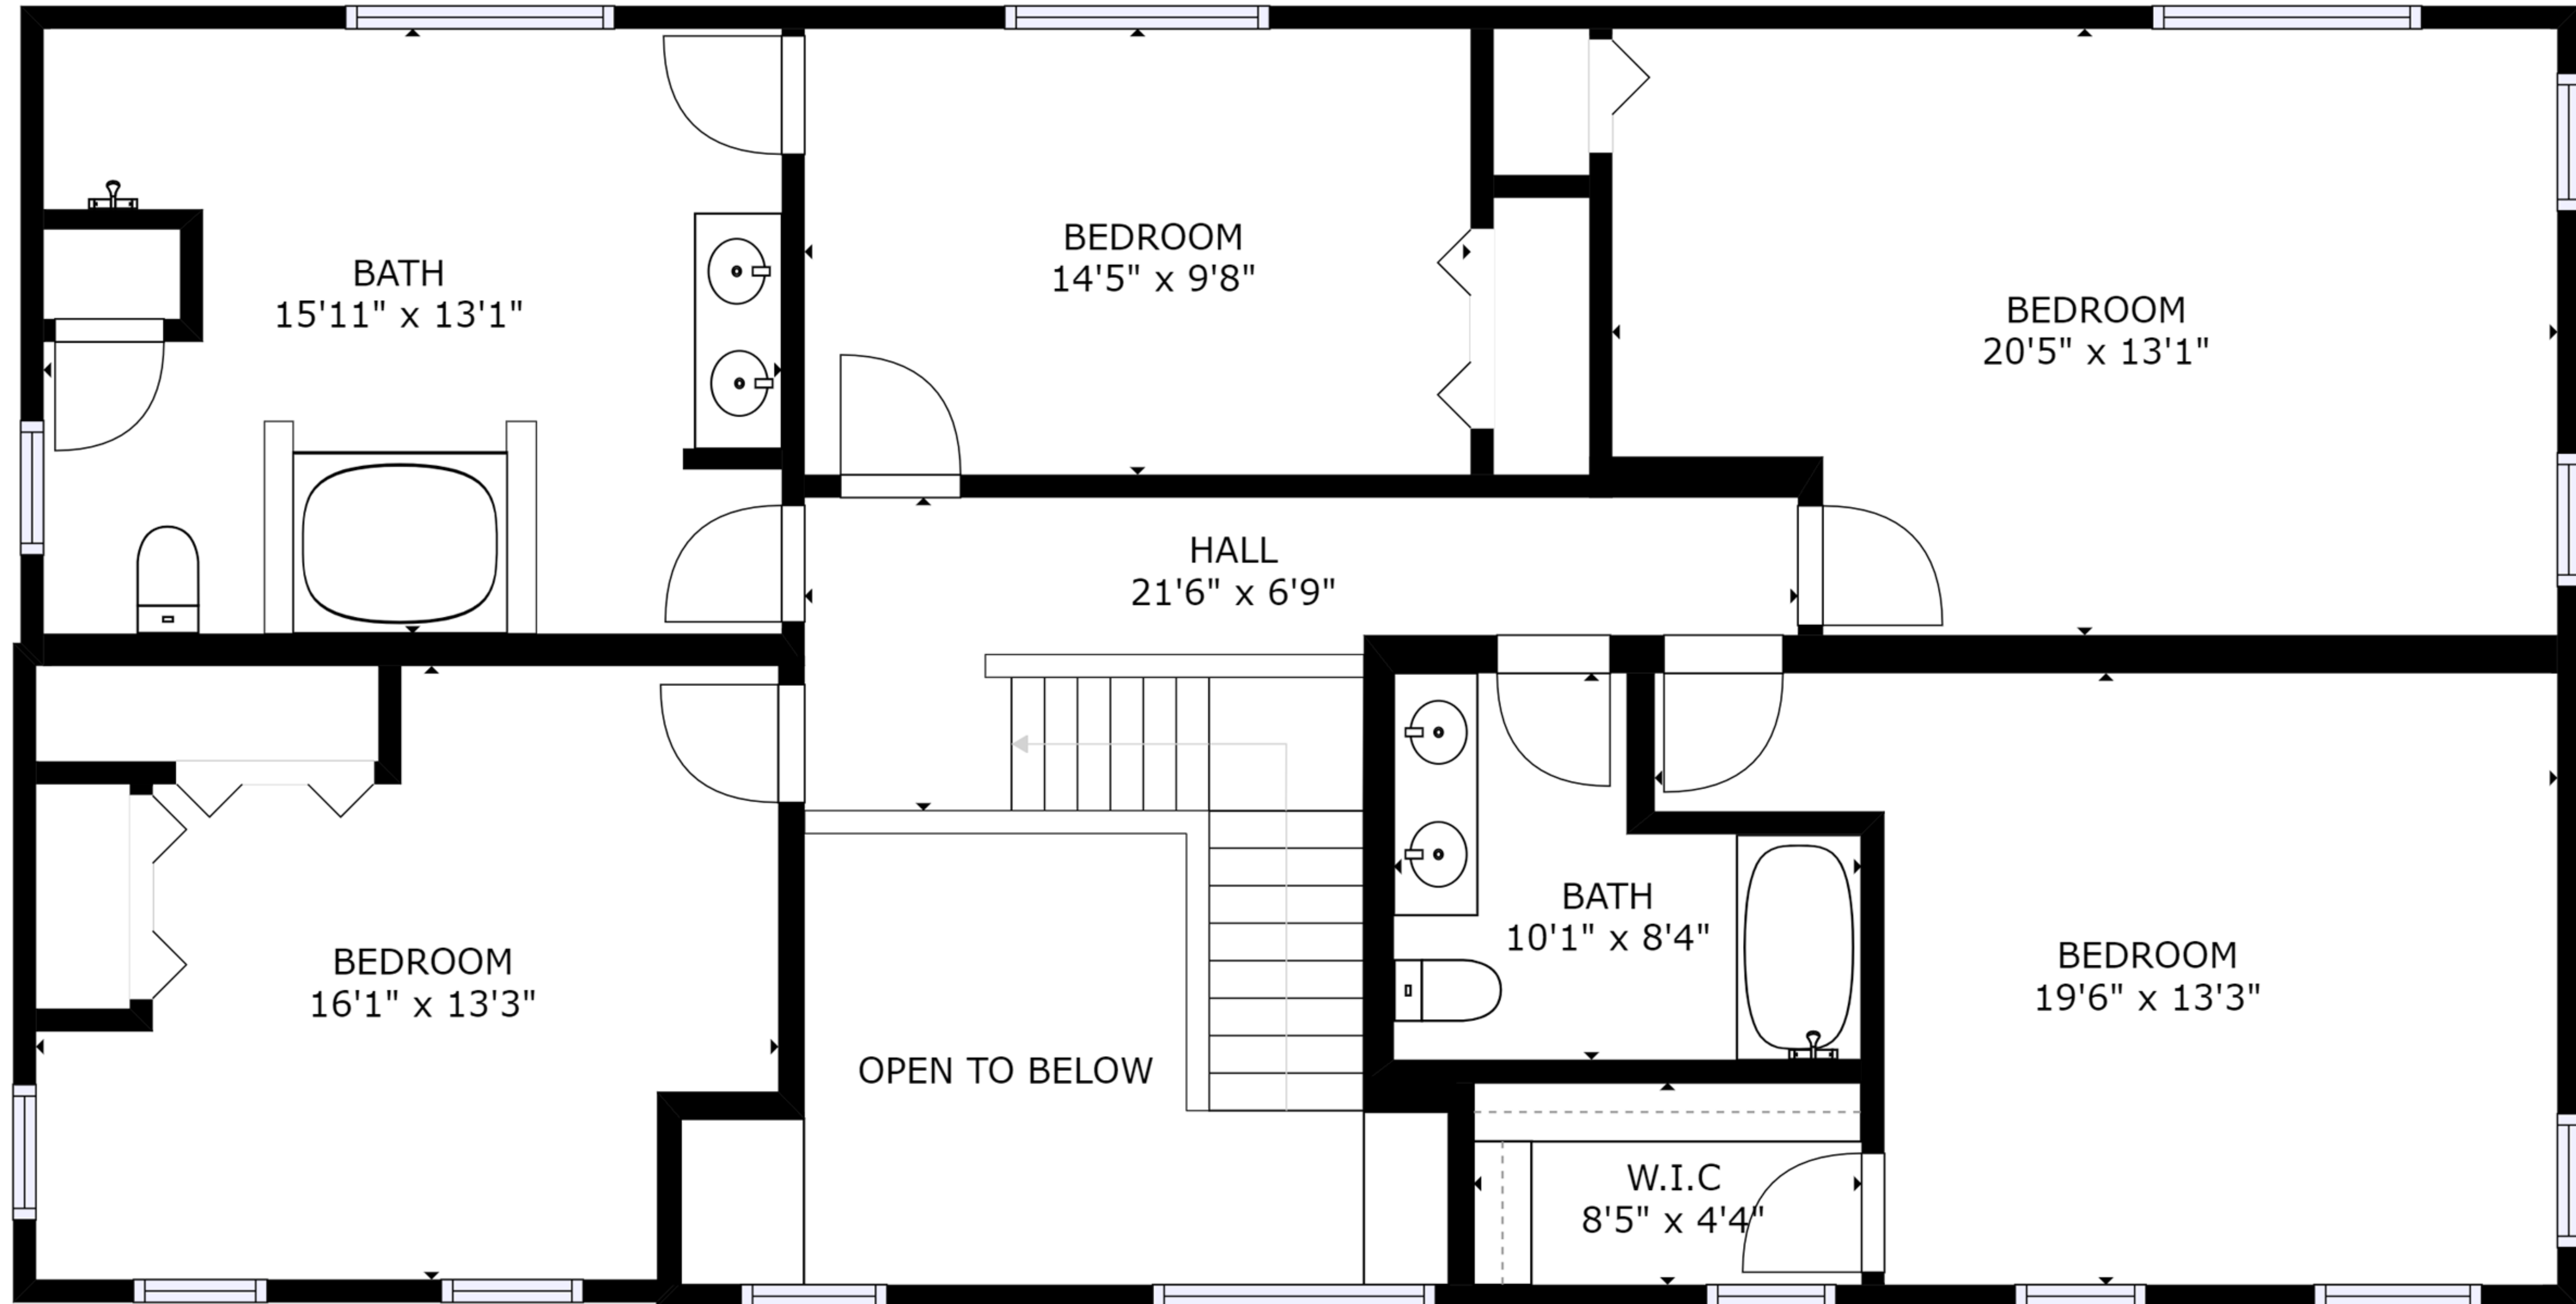 BATH
15'11" x 13'1"
BEDROOM
14'5" x 9'8"
BEDROOM
20'5" x 13'1"
HALL
21'6" x 6'9"
BEDROOM
16'1" x 13'3"
OPEN TO BELOW
BATH
10'1" x 8'4"
BEDROOM
19'6" x 13'3"
W.I.C
8'5" x 4'4"